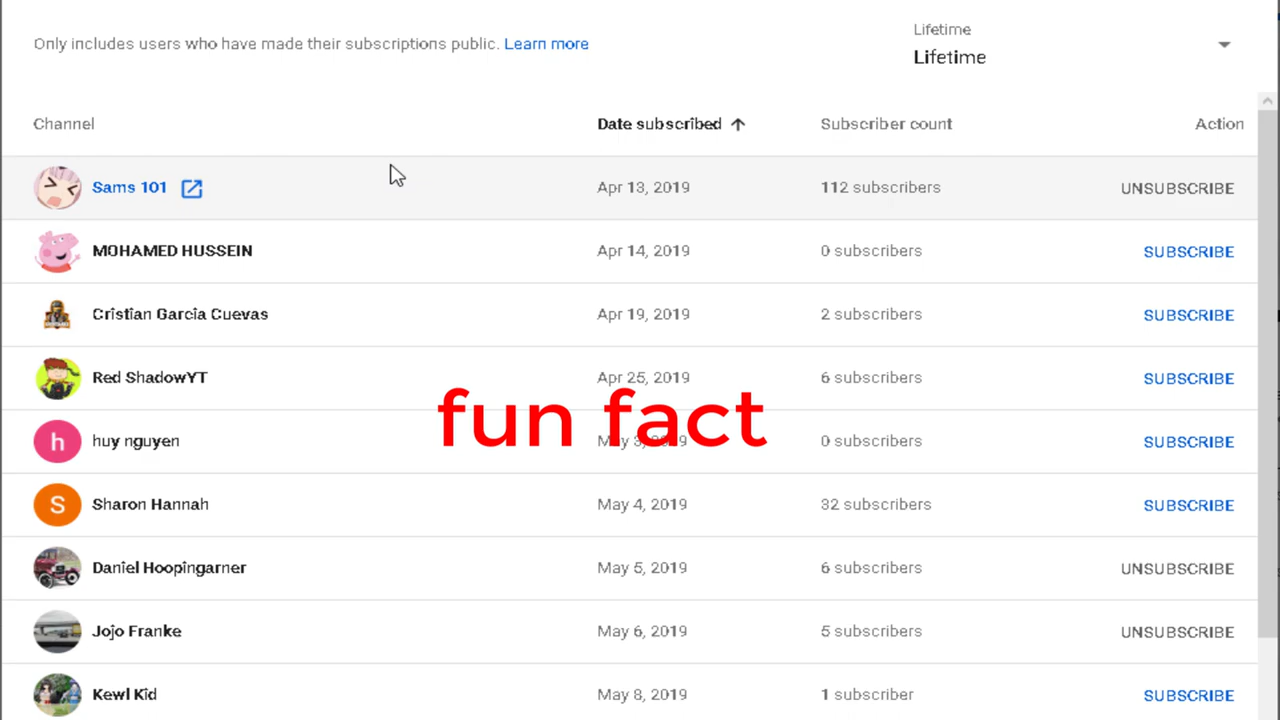 Only includes users who have made their subscriptions public. Learn more
Lifetime
Lifetime
Channel Date subscribed Subscriber count Action
Sams 101 Apr 13, 2019 112 subscribers UNSUBSCRIBE
MOHAMED HUSSEIN Apr 14, 2019 0 subscribers SUBSCRIBE
Cristian Garcia Cuevas Apr 19, 2019 2 subscribers SUBSCRIBE
Red ShadowYT Apr 25, 2019 6 subscribers SUBSCRIBE
fun fact
h huy nguyen May 3, 2019 0 subscribers SUBSCRIBE
S Sharon Hannah May 4, 2019 32 subscribers SUBSCRIBE
Daniel Hoopingarner May 5, 2019 6 subscribers UNSUBSCRIBE
Jojo Franke May 6, 2019 5 subscribers UNSUBSCRIBE
Kewl Kid May 8, 2019 1 subscriber SUBSCRIBE